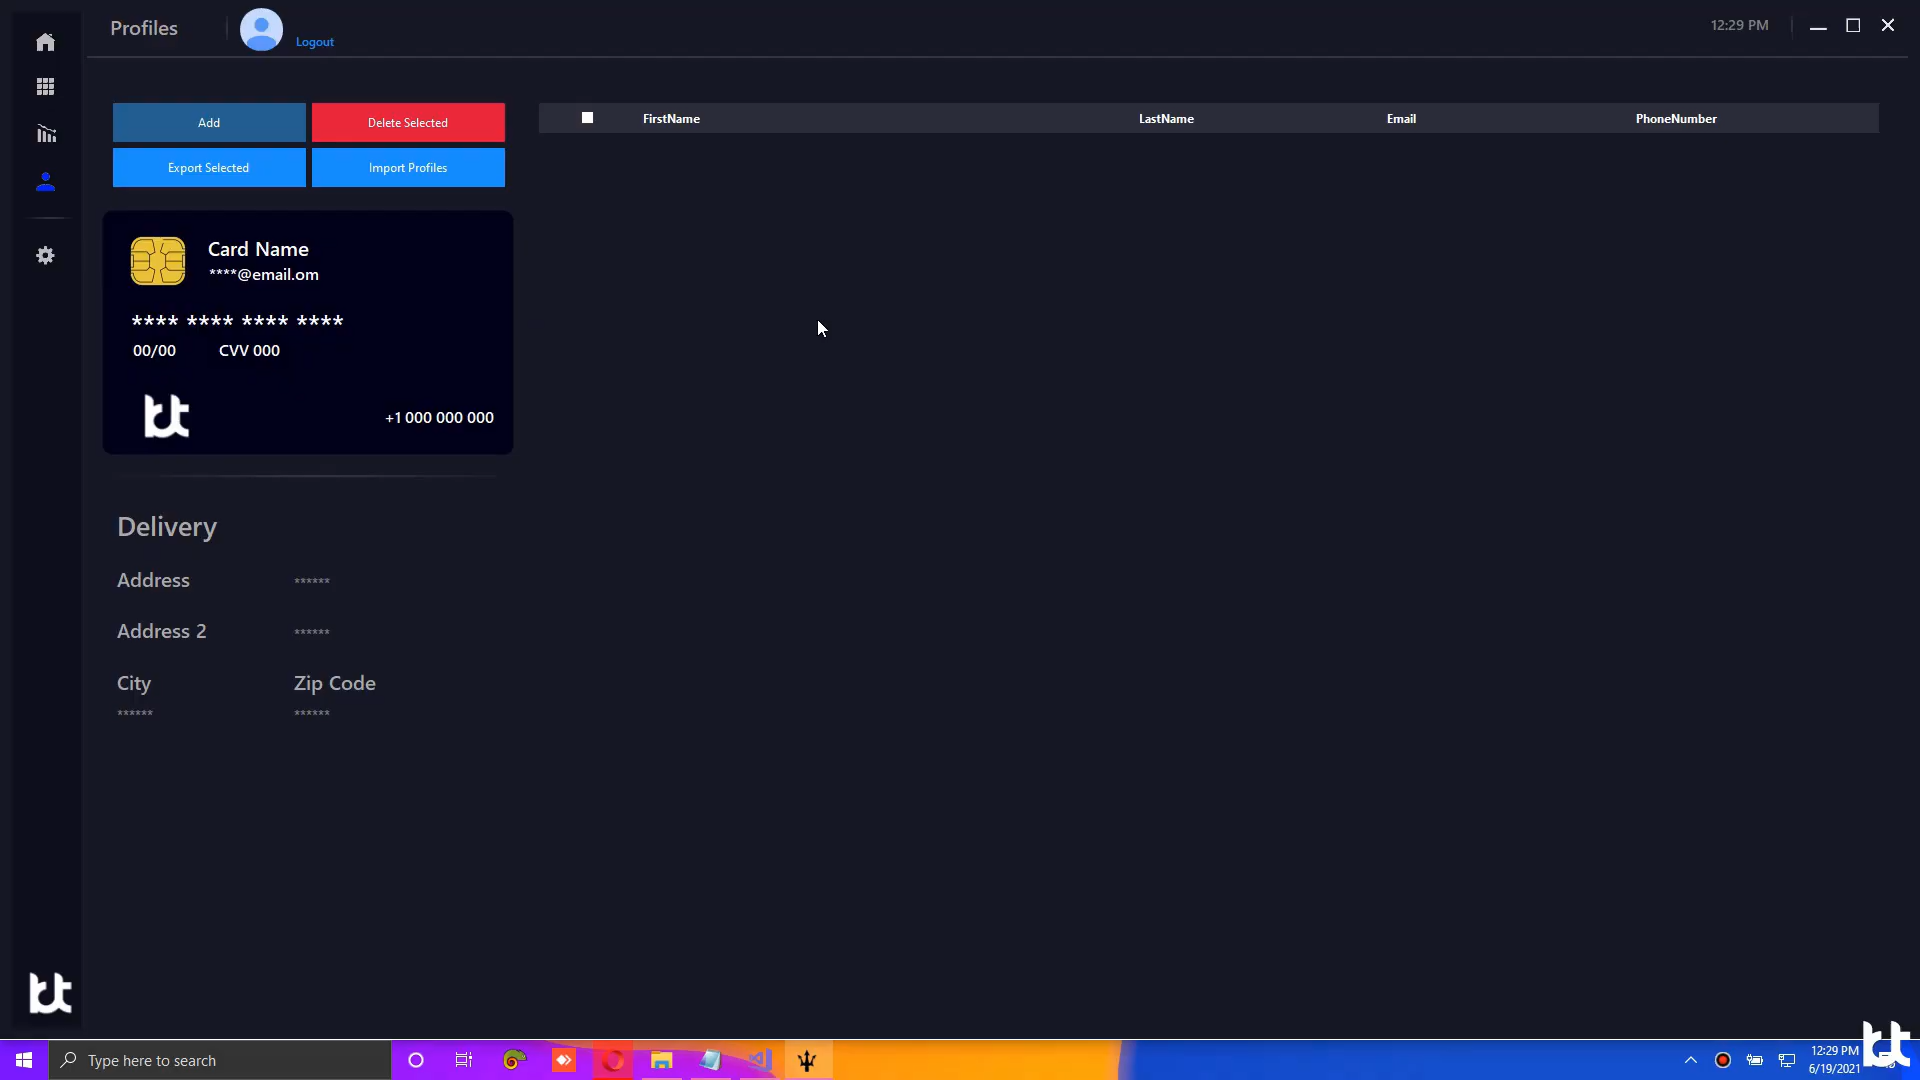 Profiles
Logout
12:29 PM
Add
Delete Selected
Export Selected
Import Profiles
FirstName
LastName
Email
PhoneNumber
Card Name
****@email.om
**** **** **** ****
00/00
CVV 000
+1 000 000 000
Delivery
Address
******
Address 2
******
City
Zip Code
******
******
Type here to search
12:29 PM
6/19/2021